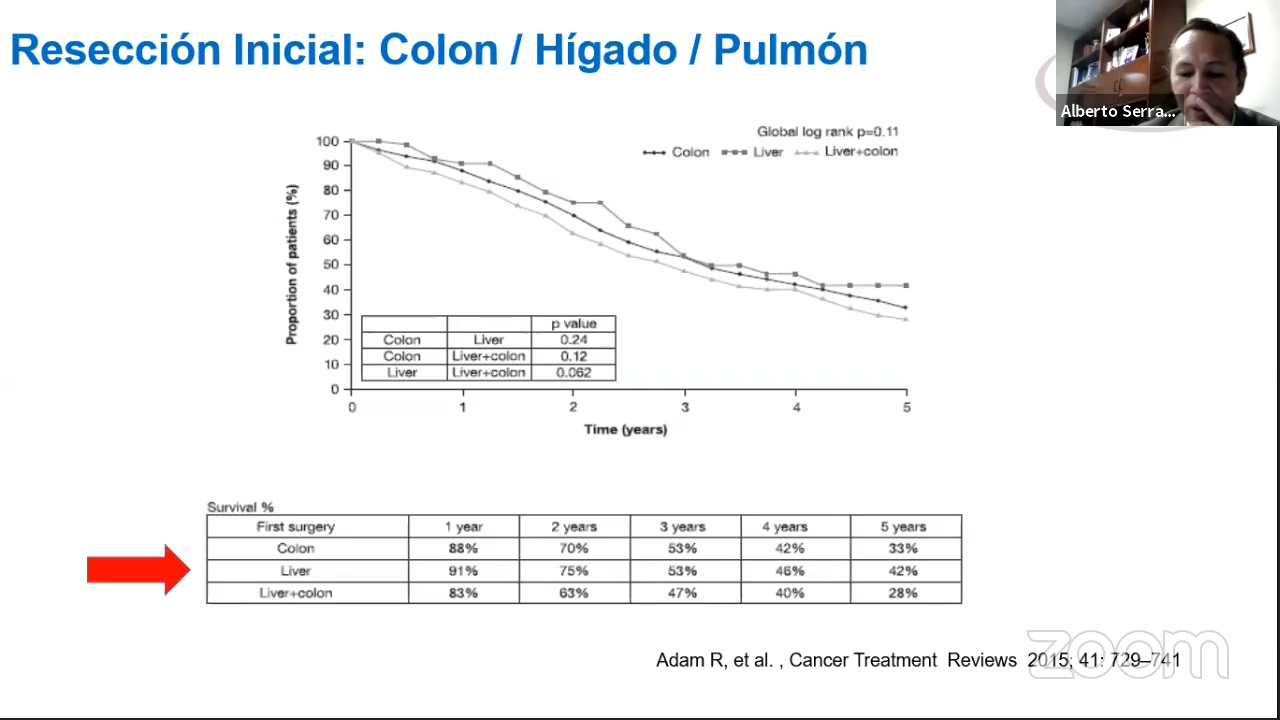 Resección Inicial: Colon / Hígado / Pulmón
Alberto Serra...
Global log rank p=0.11
Colon Liver Liver+colon
Proportion of patients (%)
100
90
80
70
60
50
40
30
20
10
0
p value
Colon Liver 0.24
Colon Liver+colon 0.12
Liver Liver+colon 0.062
0 1 2 3 4 5
Time (years)
Survival %
First surgery 1 year 2 years 3 years 4 years 5 years
Colon 88% 70% 53% 42% 33%
Liver 91% 75% 53% 46% 42%
Liver+colon 83% 63% 47% 40% 28%
Adam R, et al. , Cancer Treatment Reviews 2015; 41: 729–741
zoom